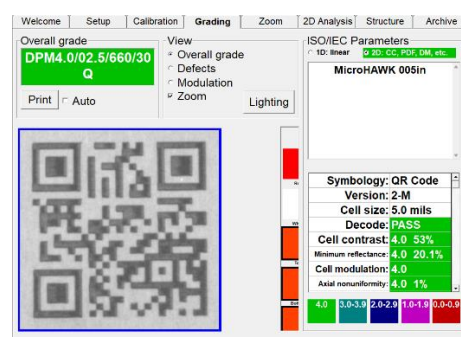 Welcome Setup Calibration Grading Zoom 2D Analysis Structure Archive
Overall grade
DPM4.0/02.5/660/30
Q
Print Auto
View
Overall grade
Defects
Modulation
Zoom
Lighting
ISO/IEC Parameters
1D: linear 2D: CC, PDF, DM, etc.
MicroHAWK 005in
Symbology: QR Code
Version: 2-M
Cell size: 5.0 mils
Decode: PASS
Cell contrast: 4.0 53%
Minimum reflectance: 4.0 20.1%
Cell modulation: 4.0
Axial nonuniformity: 4.0 1%
4.0 3.0-3.9 2.0-2.9 1.0-1.9 0.0-0.9